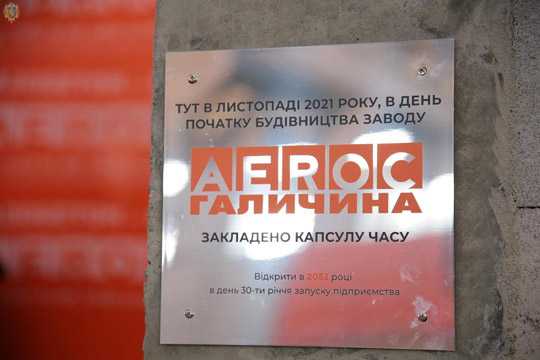 ТУТ В ЛИСТОПАДІ 2021 РОКУ, В ДЕНЬ
ПОЧАТКУ БУДІВНИЦТВА ЗАВОДУ
AEROC
ГАЛИЧИНА
ЗАКЛАДЕНО КАПСУЛУ ЧАСУ
Відкрити в 2052 році
в день 30-ти річчя запуску підприємства